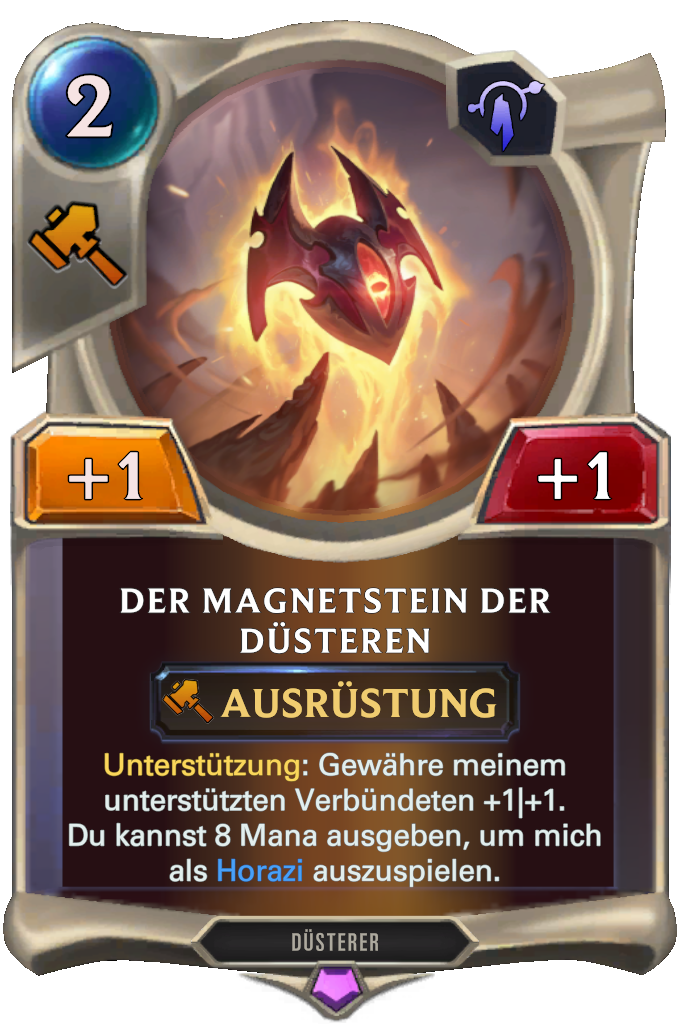 2
+1
+1
DER MAGNETSTEIN DER
DÜSTEREN
AUSRÜSTUNG
Unterstützung: Gewähre meinem
unterstützten Verbündeten +1|+1.
Du kannst 8 Mana ausgeben, um mich
als Horazi auszuspielen.
DÜSTERER